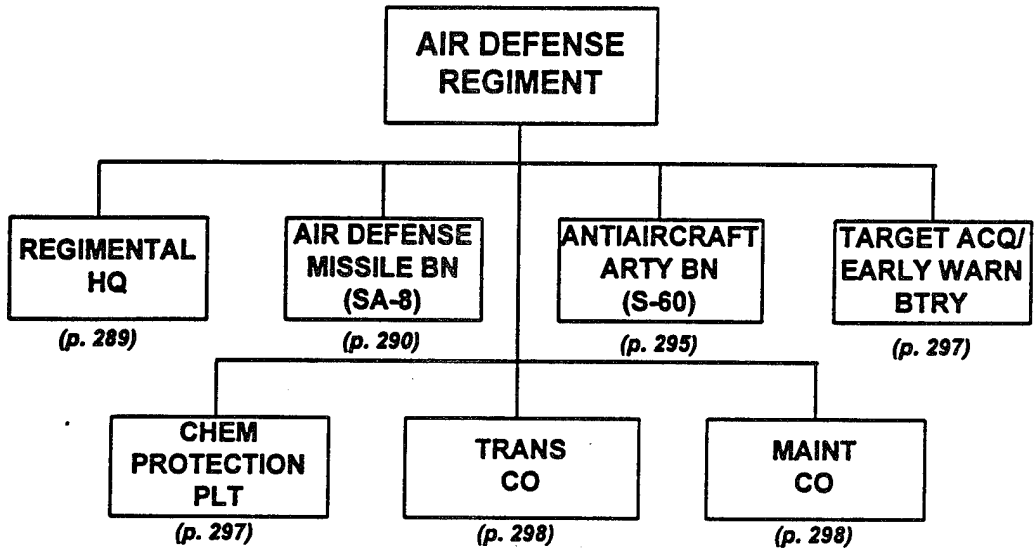 AIR DEFENSE
REGIMENT
REGIMENTAL
HQ
(p. 289)
AIR DEFENSE
MISSILE BN
(SA-8)
(p. 290)
ANTIAIRCRAFT
ARTY BN
(S-60)
(p. 295)
TARGET ACQ/
EARLY WARN
BTRY
(p. 297)
CHEM
PROTECTION
PLT
(p. 297)
TRANS
CO
(p. 298)
MAINT
CO
(p. 298)